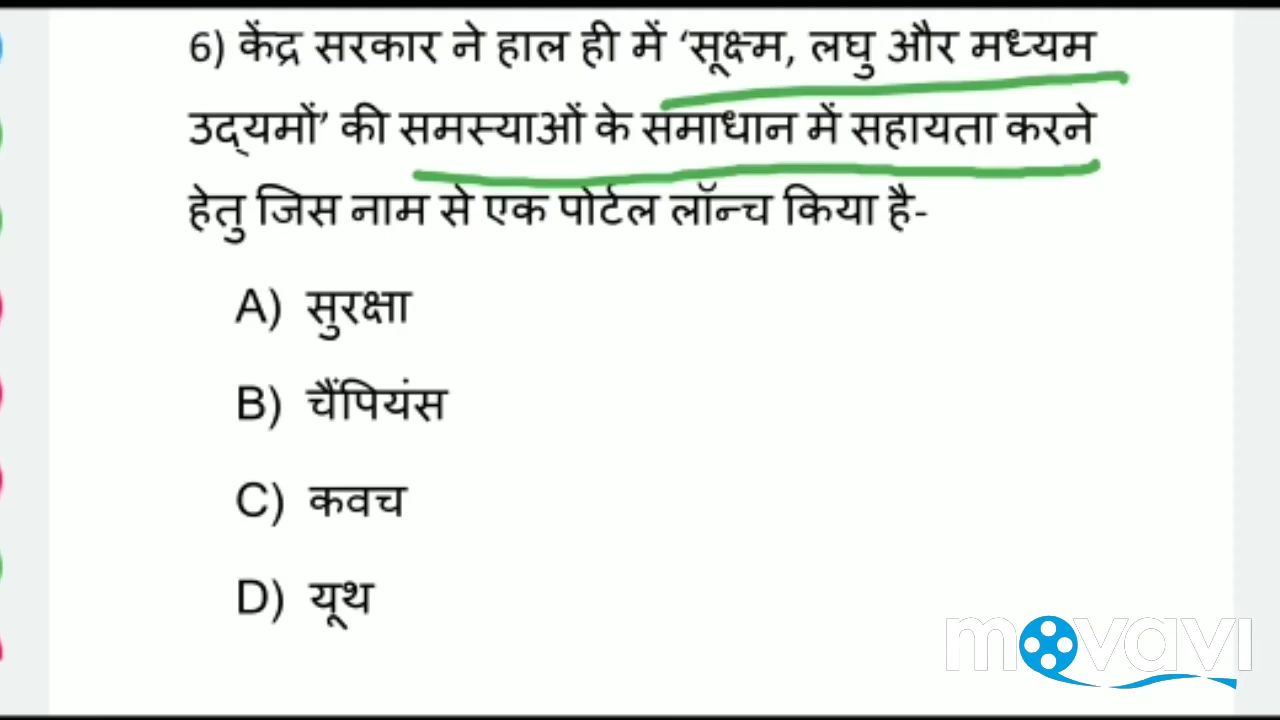 6) केंद्र सरकार ने हाल ही में ‘सूक्ष्म, लघु और मध्यम
उद्यमों’ की समस्याओं के समाधान में सहायता करने
हेतु जिस नाम से एक पोर्टल लॉन्च किया है-
A) सुरक्षा
B) चैंपियंस
C) कवच
D) यूथ
movavi